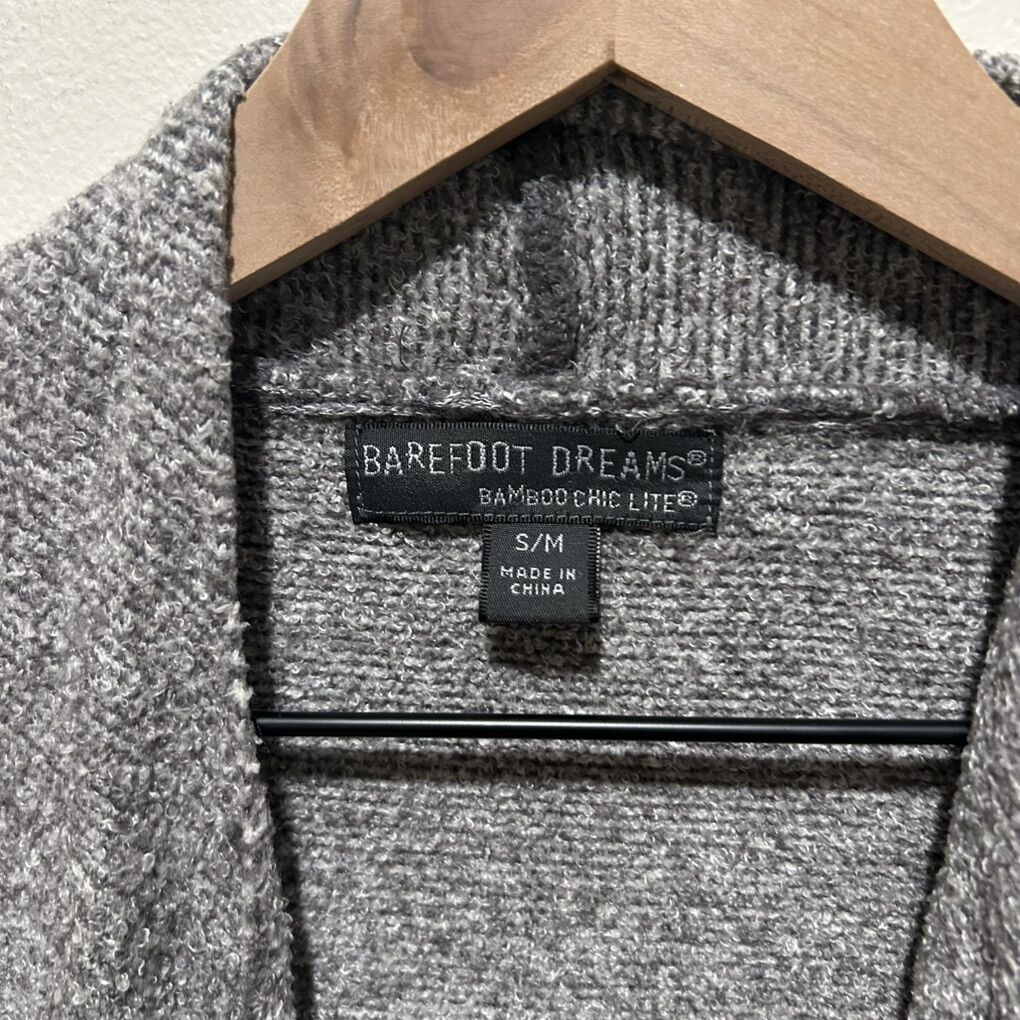 BAREFOOT DREAMS®
BAMBOO CHIC LITE®
S/M
MADE IN
CHINA